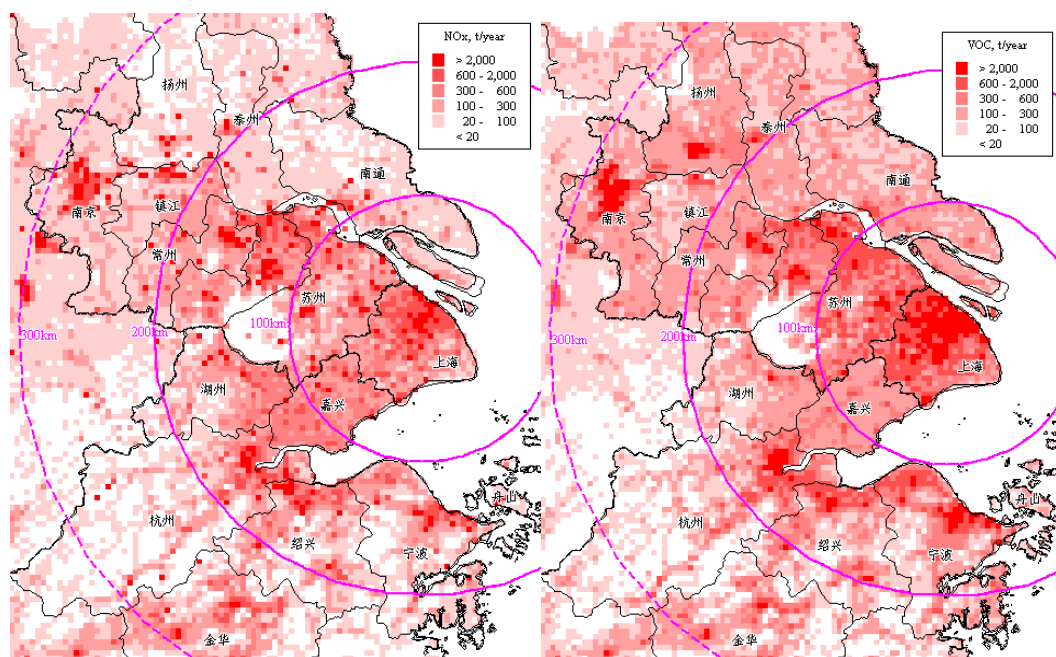 NOx, t/year
> 2,000
600 - 2,000
300 - 600
100 - 300
20 - 100
< 20
扬州
泰州
南通
南京
镇江
常州
苏州
300km
200km
100km
上海
湖州
嘉兴
舟山
杭州
绍兴
宁波
金华
VOC, t/year
> 2,000
600 - 2,000
300 - 600
100 - 300
20 - 100
< 20
扬州
泰州
南通
南京
镇江
常州
苏州
300km
200km
100km
上海
湖州
嘉兴
舟山
杭州
绍兴
宁波
金华